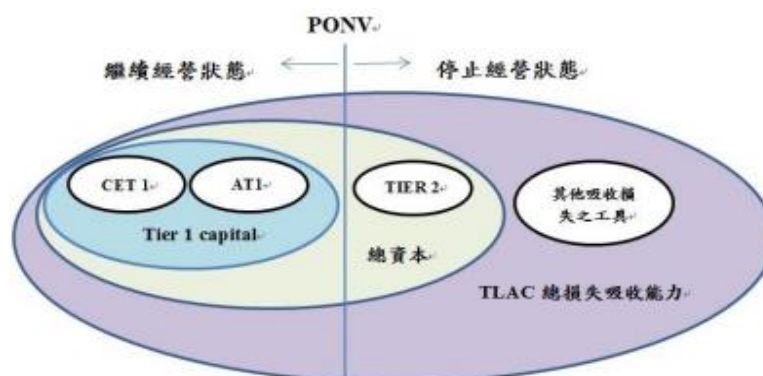 PONV
繼續經營狀態
停止經營狀態
CET 1
AT1
TIER 2
其他吸收損
失之工具
Tier 1 capital
總資本
TLAC 總損失吸收能力